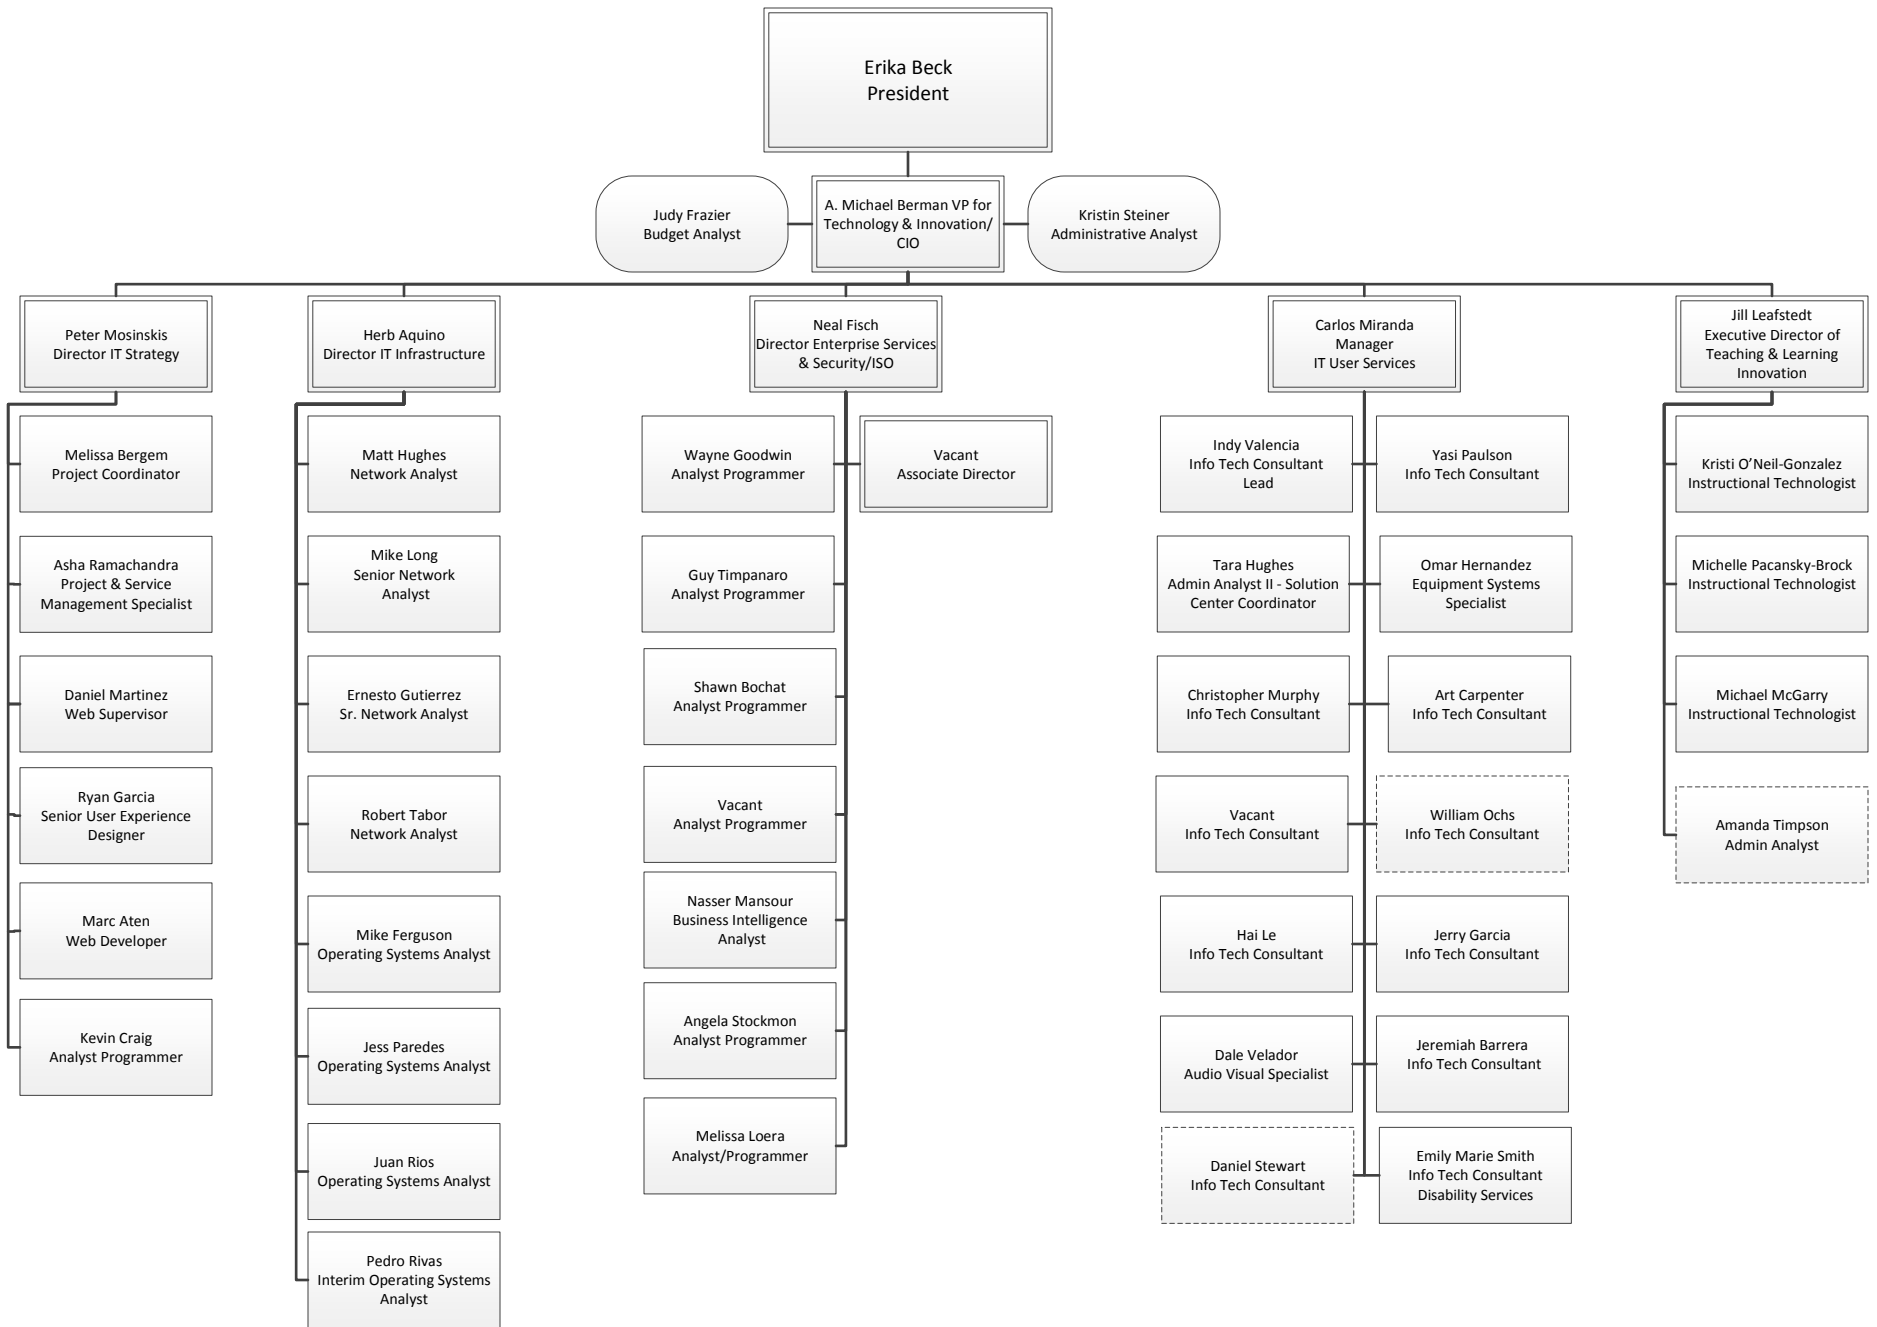 Erika Beck
President
Judy Frazier
Budget Analyst
A. Michael Berman VP for
Technology & Innovation/
CIO
Kristin Steiner
Administrative Analyst
Peter Mosinskis
Director IT Strategy
Melissa Bergem
Project Coordinator
Asha Ramachandra
Project & Service
Management Specialist
Daniel Martinez
Web Supervisor
Ryan Garcia
Senior User Experience
Designer
Marc Aten
Web Developer
Kevin Craig
Analyst Programmer
Herb Aquino
Director IT Infrastructure
Matt Hughes
Network Analyst
Mike Long
Senior Network
Analyst
Ernesto Gutierrez
Sr. Network Analyst
Robert Tabor
Network Analyst
Mike Ferguson
Operating Systems Analyst
Jess Paredes
Operating Systems Analyst
Juan Rios
Operating Systems Analyst
Pedro Rivas
Interim Operating Systems
Analyst
Neal Fisch
Director Enterprise Services
& Security/ISO
Wayne Goodwin
Analyst Programmer
Vacant
Associate Director
Guy Timpanaro
Analyst Programmer
Shawn Bochat
Analyst Programmer
Vacant
Analyst Programmer
Nasser Mansour
Business Intelligence
Analyst
Angela Stockmon
Analyst Programmer
Melissa Loera
Analyst/Programmer
Carlos Miranda
Manager
IT User Services
Indy Valencia
Info Tech Consultant
Lead
Yasi Paulson
Info Tech Consultant
Tara Hughes
Admin Analyst II - Solution
Center Coordinator
Omar Hernandez
Equipment Systems
Specialist
Christopher Murphy
Info Tech Consultant
Art Carpenter
Info Tech Consultant
Vacant
Info Tech Consultant
William Ochs
Info Tech Consultant
Hai Le
Info Tech Consultant
Jerry Garcia
Info Tech Consultant
Dale Velador
Audio Visual Specialist
Jeremiah Barrera
Info Tech Consultant
Daniel Stewart
Info Tech Consultant
Emily Marie Smith
Info Tech Consultant
Disability Services
Jill Leafstedt
Executive Director of
Teaching & Learning
Innovation
Kristi O’Neil-Gonzalez
Instructional Technologist
Michelle Pacansky-Brock
Instructional Technologist
Michael McGarry
Instructional Technologist
Amanda Timpson
Admin Analyst